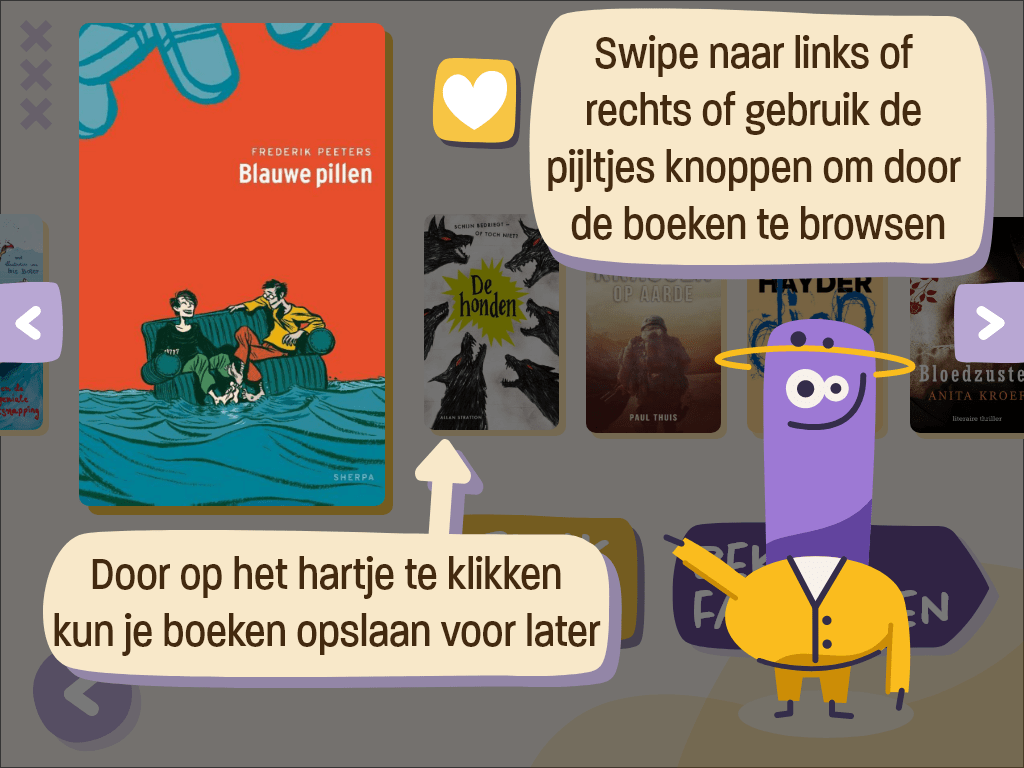 Swipe naar links of
rechts of gebruik de
pijltjes knoppen om door
de boeken te browsen
FREDERIK PEETERS
Blauwe pillen
SHERPA
SCHIJN BEDRIEGT –
OF TOCH NIET?
De
honden
ALLAN STRATTON
OP AARDE
PAUL THUIS
HAYDER
Bloedzuste
ANITA KROE
literaire thriller
Door op het hartje te klikken
kun je boeken opslaan voor later